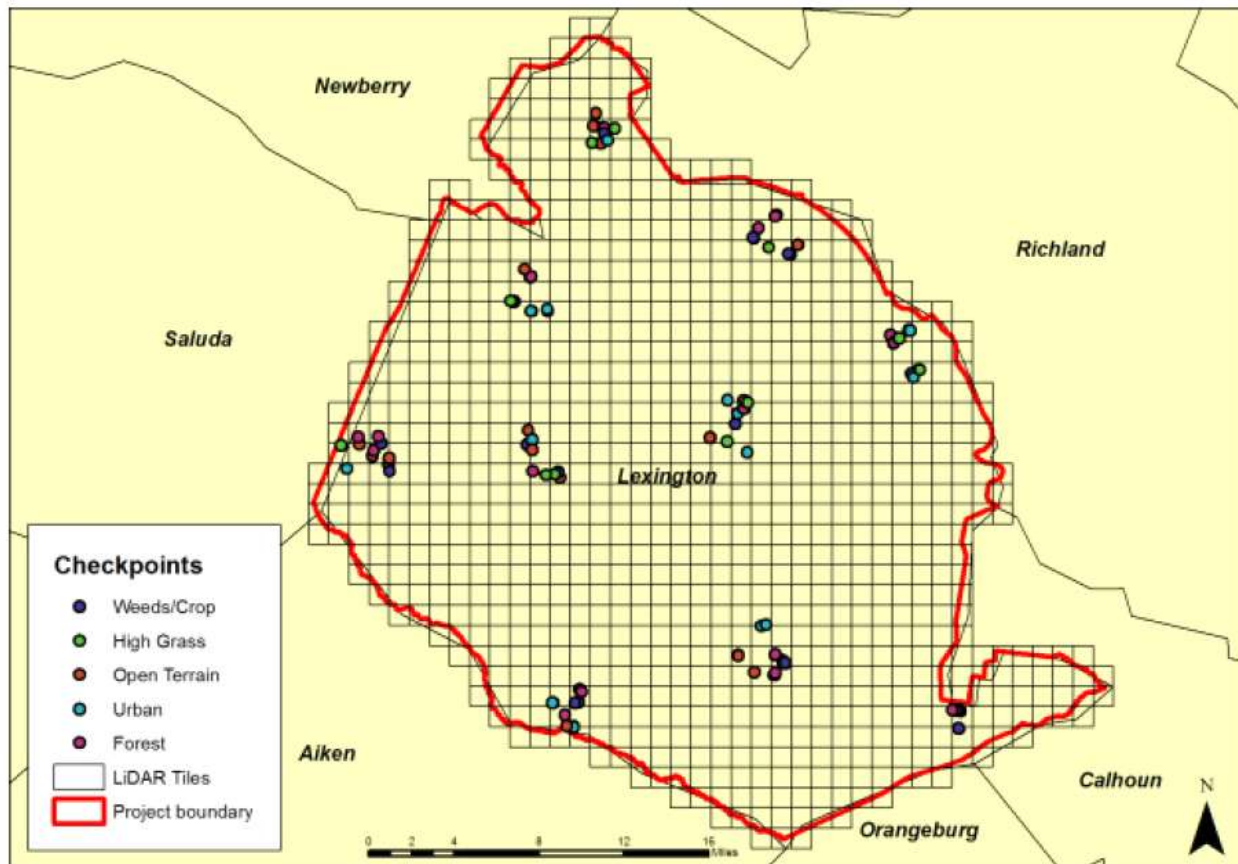 Newberry
Richland
Saluda
Lexington
Checkpoints
Weeds/Crop
High Grass
Open Terrain
Urban
Forest
LiDAR Tiles
Project boundary
Aiken
Calhoun
Orangeburg
N
0 4 8 12 16
Miles